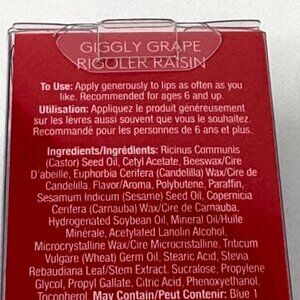 GIGGLY GRAPE
RIGOLER RAISIN
To Use: Apply generously to lips as often as you
like. Recommended for ages 6 and up.
Utilisation: Appliquez le produit généreusement
sur les lèvres aussi souvent que vous le souhaitez.
Recommandé pour les personnes de 6 ans et plus.
Ingredients/Ingrédients: Ricinus Communis
(Castor) Seed Oil, Cetyl Acetate, Beeswax/Cire
D'abeille, Euphorbia Cerifera (Candelilla) Wax/Cire de
Candelilla, Flavor/Aroma, Polybutene, Paraffin,
Sesamum Indicum (Sesame) Seed Oil, Copernicia
Cerifera (Carnauba) Wax/Cire de Carnauba,
Hydrogenated Soybean Oil, Mineral Oil/Huile
Minérale, Acetylated Lanolin Alcohol,
Microcrystalline Wax/Cire Microcristalline, Triticum
Vulgare (Wheat) Germ Oil, Stearic Acid, Stevia
Rebaudiana Leaf/Stem Extract. Sucralose, Propylene
Glycol, Propyl Gallate, Citric Acid, Phenoxyethanol,
Tocopherol May Contain/Peut Contenir: Blue 1